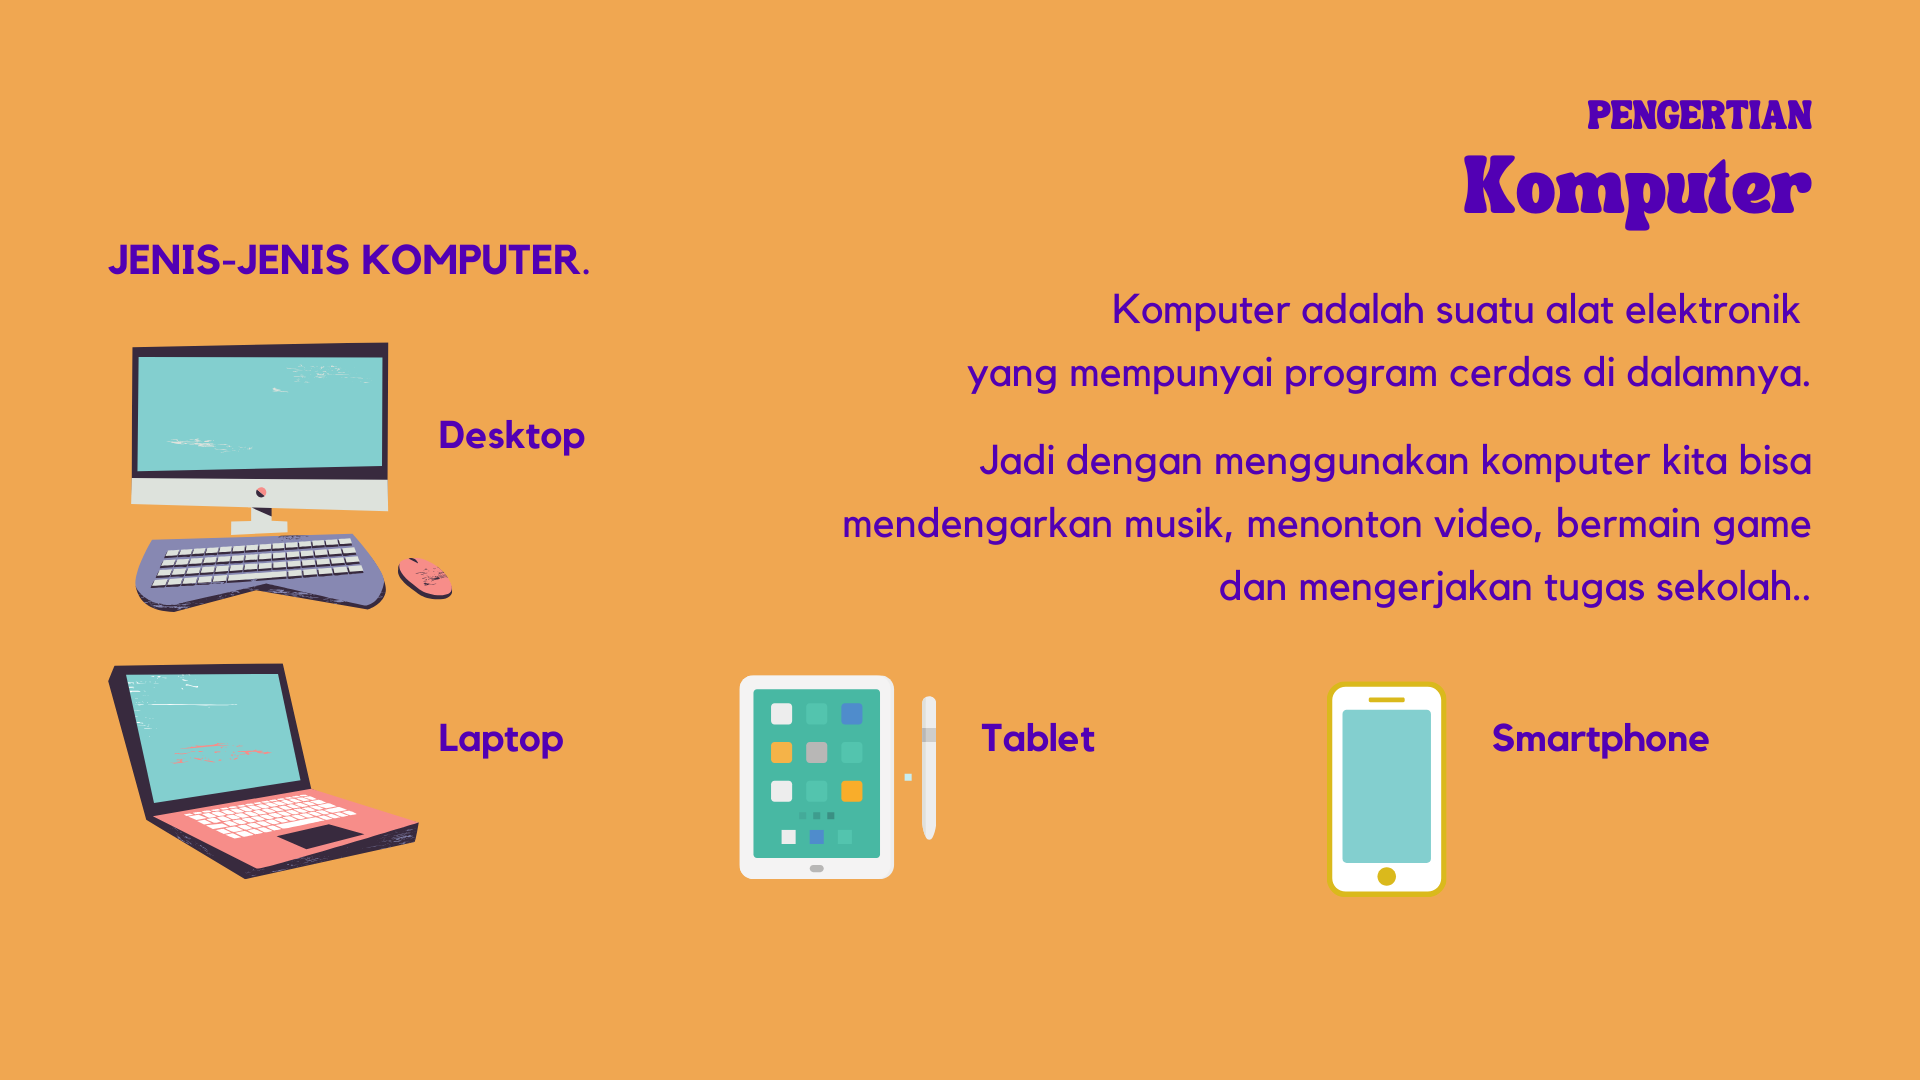 PENGERTIAN
Komputer
JENIS-JENIS KOMPUTER.
Komputer adalah suatu alat elektronik
yang mempunyai program cerdas di dalamnya.
Jadi dengan menggunakan komputer kita bisa
mendengarkan musik, menonton video, bermain game
dan mengerjakan tugas sekolah..
Desktop
Laptop
Tablet
Smartphone